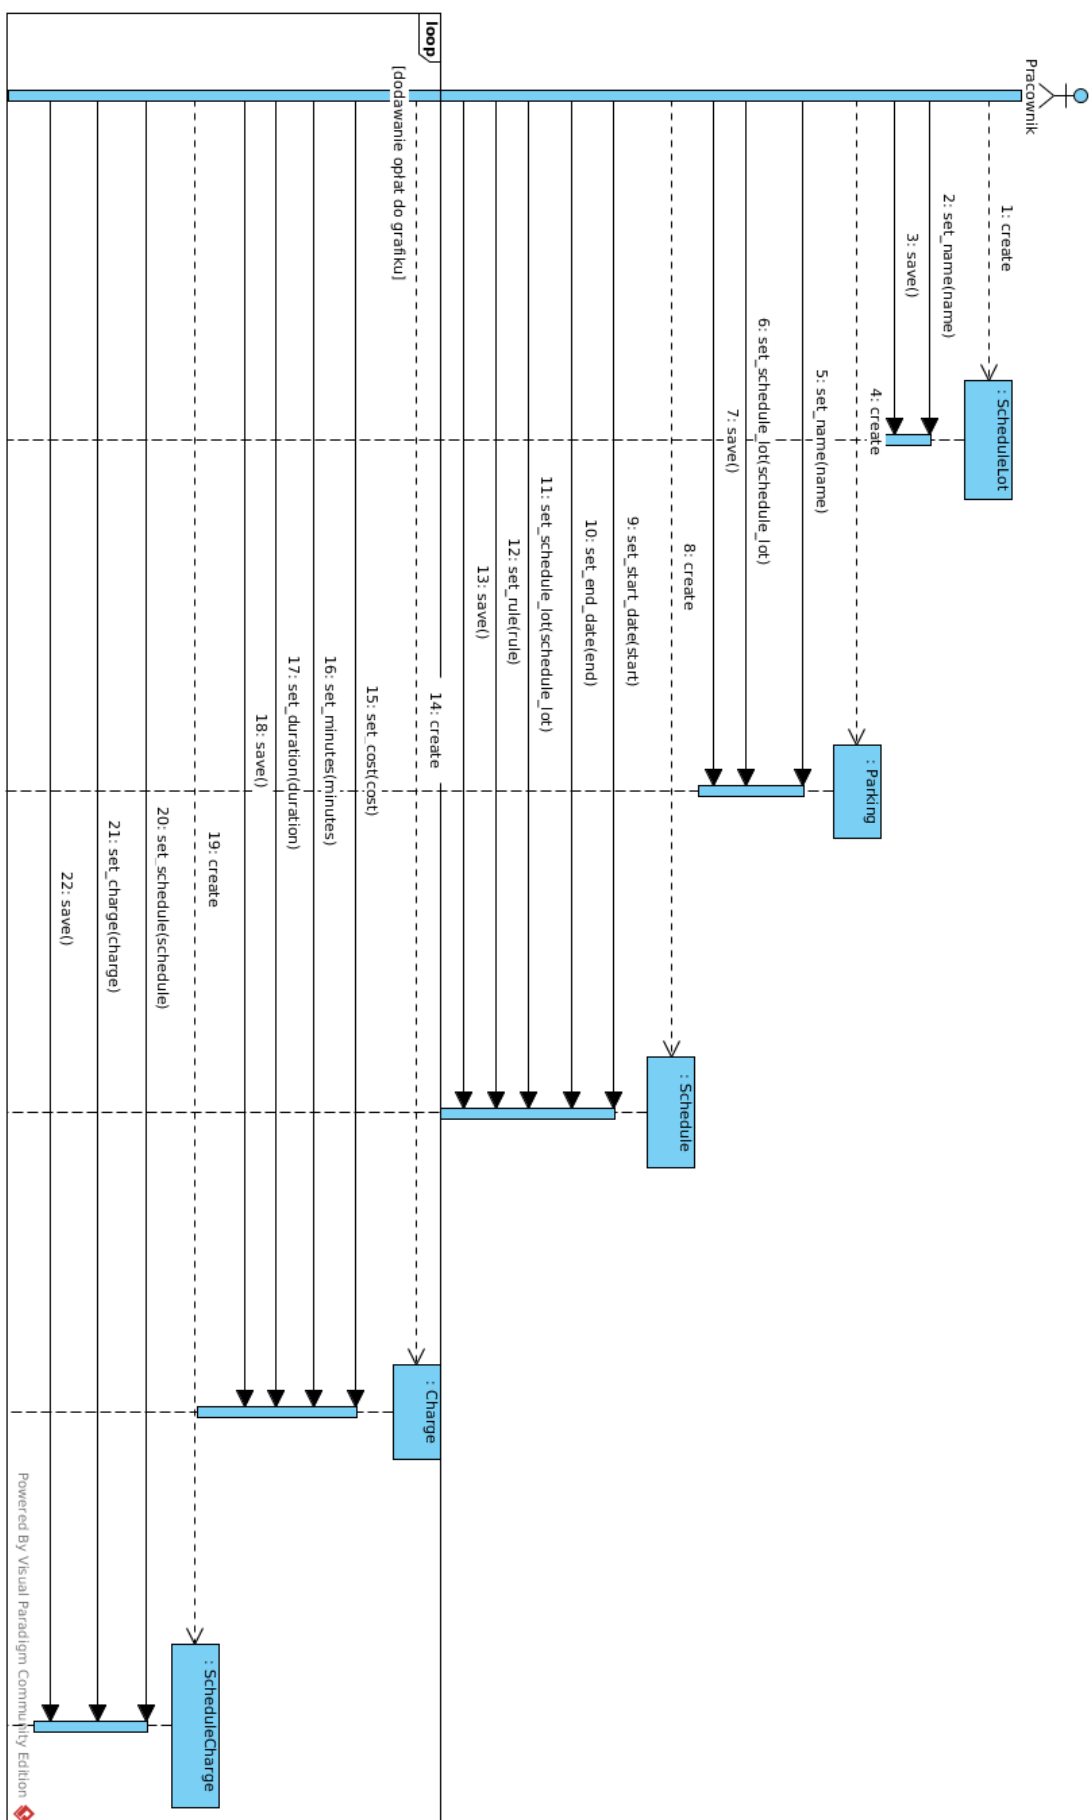 Pracownik
1: create
: ScheduleLot
2: set_name(name)
3: save()
4: create
: Parking
5: set_name(name)
6: set_schedule_lot(schedule_lot)
7: save()
8: create
: Schedule
9: set_start_date(start)
10: set_end_date(end)
11: set_schedule_lot(schedule_lot)
12: set_rule(rule)
13: save()
loop
[dodawanie opłat do grafiku]
14: create
: Charge
15: set_cost(cost)
16: set_minutes(minutes)
17: set_duration(duration)
18: save()
19: create
: ScheduleCharge
20: set_schedule(schedule)
21: set_charge(charge)
22: save()
Powered By Visual Paradigm Community Edition